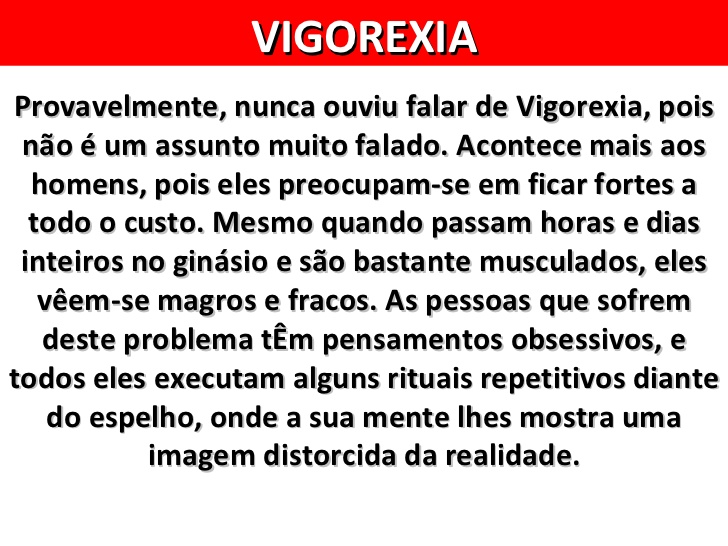 VIGOREXIA
Provavelmente, nunca ouviu falar de Vigorexia, pois
não é um assunto muito falado. Acontece mais aos
homens, pois eles preocupam-se em ficar fortes a
todo o custo. Mesmo quando passam horas e dias
inteiros no ginásio e são bastante musculados, eles
vêem-se magros e fracos. As pessoas que sofrem
deste problema tÊm pensamentos obsessivos, e
todos eles executam alguns rituais repetitivos diante
do espelho, onde a sua mente lhes mostra uma
imagem distorcida da realidade.